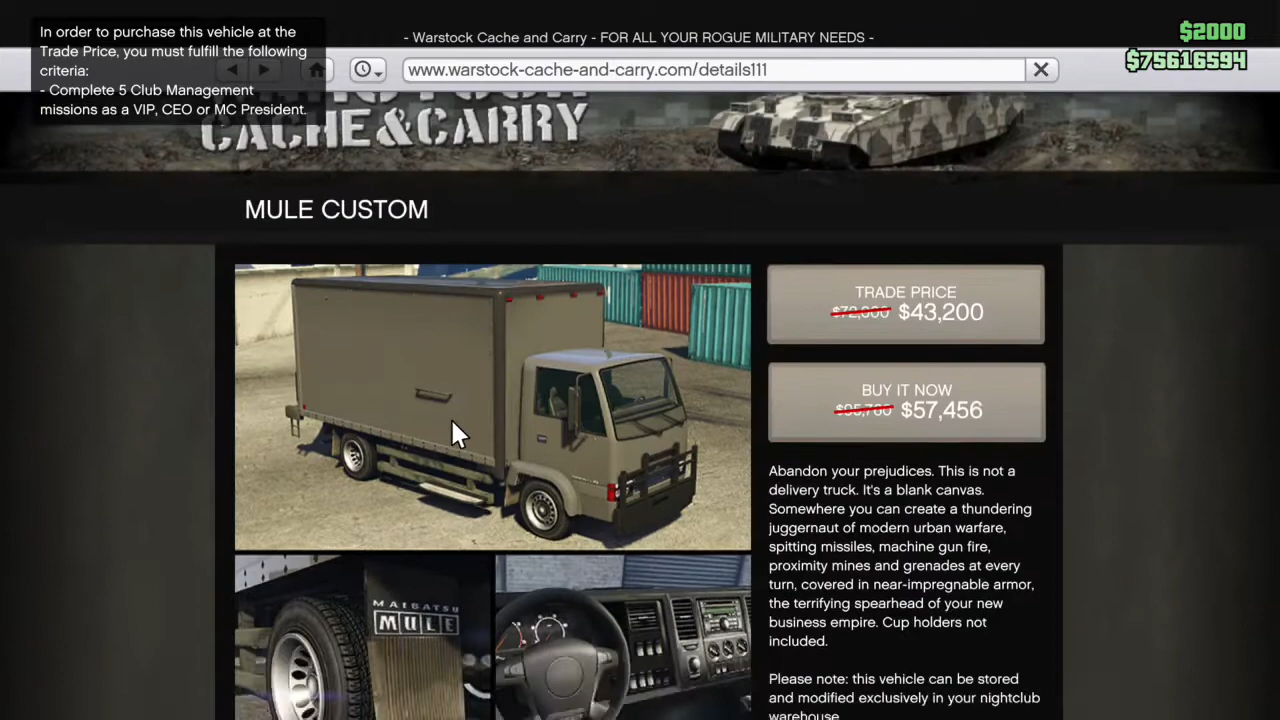 In order to purchase this vehicle at the
Trade Price, you must fulfill the following
criteria:
- Complete 5 Club Management
missions as a VIP, CEO or MC President.
- Warstock Cache and Carry - FOR ALL YOUR ROGUE MILITARY NEEDS -
$2000
$75616594
www.warstock-cache-and-carry.com/details111
CACHE&CARRY
MULE CUSTOM
TRADE PRICE
$72,000 $43,200
BUY IT NOW
$95,760 $57,456
Abandon your prejudices. This is not a
delivery truck. It's a blank canvas.
Somewhere you can create a thundering
juggernaut of modern urban warfare,
spitting missiles, machine gun fire,
proximity mines and grenades at every
turn, covered in near-impregnable armor,
the terrifying spearhead of your new
business empire. Cup holders not
included.
Please note: this vehicle can be stored
and modified exclusively in your nightclub
warehouse.
MAIBATSU
MULE